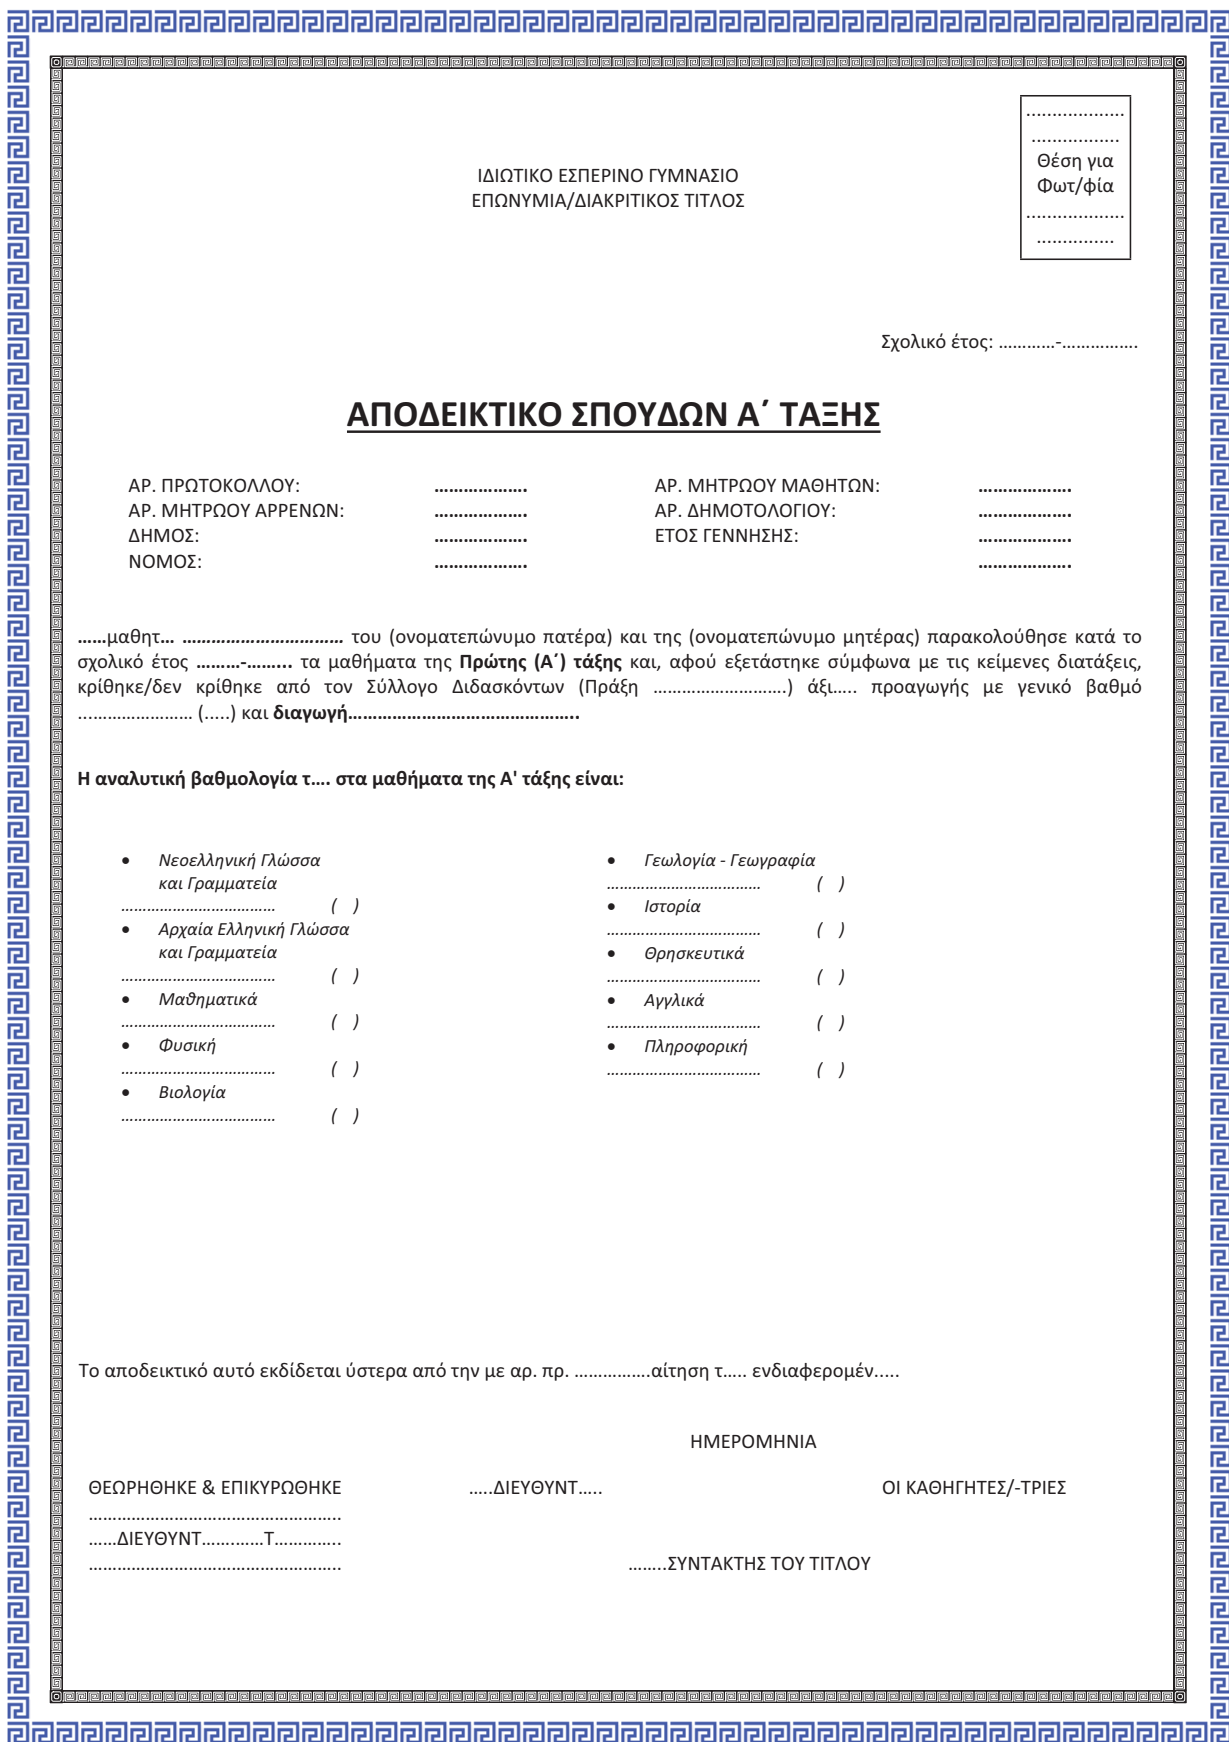 ...................
.................
Θέση για
Φωτ/φία
...................
...............
ΙΔΙΩΤΙΚΟ ΕΣΠΕΡΙΝΟ ΓΥΜΝΑΣΙΟ
ΕΠΩΝΥΜΙΑ/ΔΙΑΚΡΙΤΙΚΟΣ ΤΙΤΛΟΣ
Σχολικό έτος: …………-…………….
ΑΠΟΔΕΙΚΤΙΚΟ ΣΠΟΥΔΩΝ Α΄ ΤΑΞΗΣ
ΑΡ. ΠΡΩΤΟΚΟΛΛΟΥ: ………………. ΑΡ. ΜΗΤΡΩΟΥ ΜΑΘΗΤΩΝ: ……………….
ΑΡ. ΜΗΤΡΩΟΥ ΑΡΡΕΝΩΝ: ………………. ΑΡ. ΔΗΜΟΤΟΛΟΓΙΟΥ: ……………….
ΔΗΜΟΣ: ………………. ΕΤΟΣ ΓΕΝΝΗΣΗΣ: ……………….
ΝΟΜΟΣ: ………………. ……………….
……μαθητ… …………………………… του (ονοματεπώνυμο πατέρα) και της (ονοματεπώνυμο μητέρας) παρακολούθησε κατά το
σχολικό έτος ………-…….. τα μαθήματα της Πρώτης (Α΄) τάξης και, αφού εξετάστηκε σύμφωνα με τις κείμενες διατάξεις,
κρίθηκε/δεν κρίθηκε από τον Σύλλογο Διδασκόντων (Πράξη ……………………….) άξι….. προαγωγής με γενικό βαθμό
...………………… (.....) και διαγωγή………………………………………..
Η αναλυτική βαθμολογία τ.... στα μαθήματα της Α' τάξης είναι:
• Νεοελληνική Γλώσσα
και Γραμματεία
……………………………… ( )
• Αρχαία Ελληνική Γλώσσα
και Γραμματεία
……………………………… ( )
• Μαθηματικά
……………………………… ( )
• Φυσική
……………………………… ( )
• Βιολογία
……………………………… ( )
• Γεωλογία - Γεωγραφία
……………………………… ( )
• Ιστορία
……………………………… ( )
• Θρησκευτικά
……………………………… ( )
• Αγγλικά
……………………………… ( )
• Πληροφορική
……………………………… ( )
Το αποδεικτικό αυτό εκδίδεται ύστερα από την με αρ. πρ. …………….αίτηση τ..... ενδιαφερομέν.....
ΗΜΕΡΟΜΗΝΙΑ
ΘΕΩΡΗΘΗΚΕ & ΕΠΙΚΥΡΩΘΗΚΕ …..ΔΙΕΥΘΥΝΤ….. ΟΙ ΚΑΘΗΓΗΤΕΣ/-ΤΡΙΕΣ
……………………………………………..
……ΔΙΕΥΘΥΝΤ…….……Τ…………..
……………………………………………..
……..ΣΥΝΤΑΚΤΗΣ ΤΟΥ ΤΙΤΛΟΥ